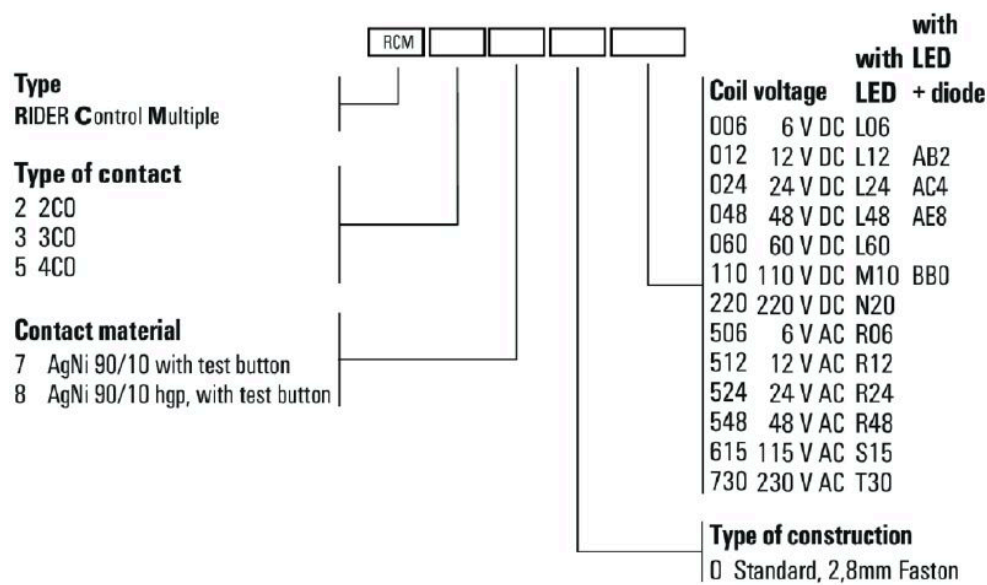 RCM
Type
RIDER Control Multiple
Type of contact
2 2CO
3 3CO
5 4CO
Contact material
7 AgNi 90/10 with test button
8 AgNi 90/10 hgp, with test button
with
with LED
Coil voltage LED + diode
006 6 V DC L06
012 12 V DC L12 AB2
024 24 V DC L24 AC4
048 48 V DC L48 AE8
060 60 V DC L60
110 110 V DC M10 BB0
220 220 V DC N20
506 6 V AC R06
512 12 V AC R12
524 24 V AC R24
548 48 V AC R48
615 115 V AC S15
730 230 V AC T30
Type of construction
0 Standard, 2,8mm Faston